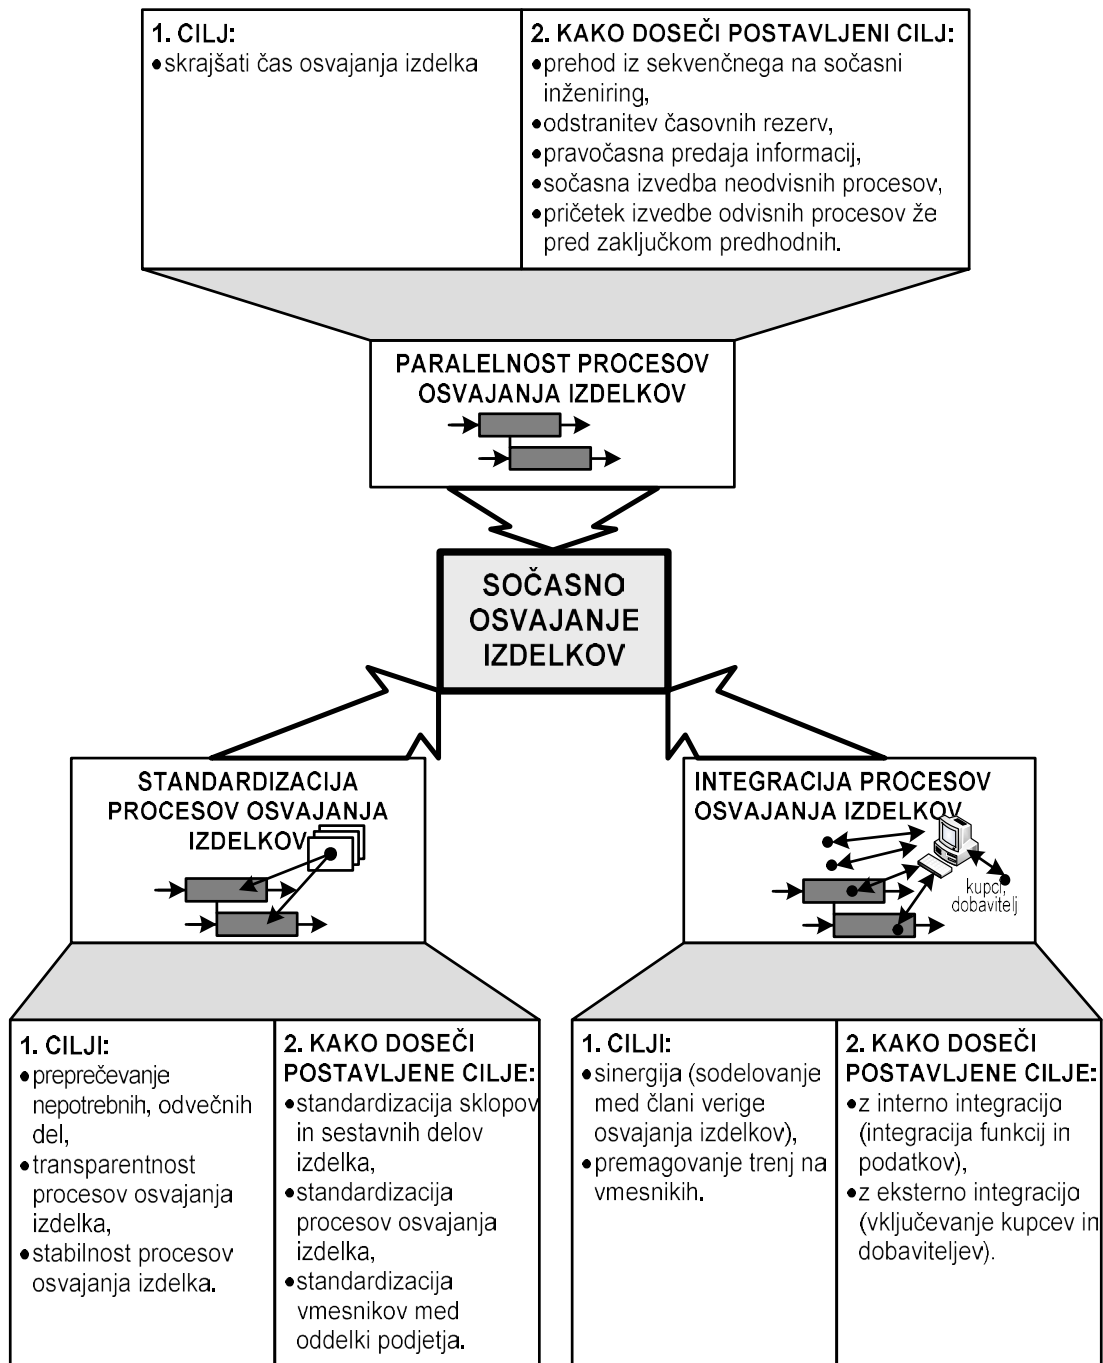 1. CILJ:
•skrajšati čas osvajanja izdelka
2. KAKO DOSEČI POSTAVLJENI CILJ:
•prehod iz sekvenčnega na sočasni
inženiring,
•odstranitev časovnih rezerv,
•pravočasna predaja informacij,
•sočasna izvedba neodvisnih procesov,
•pričetek izvedbe odvisnih procesov že
pred zaključkom predhodnih.
PARALELNOST PROCESOV
OSVAJANJA IZDELKOV
SOČASNO
OSVAJANJE
IZDELKOV
STANDARDIZACIJA
PROCESOV OSVAJANJA
IZDELKOV
INTEGRACIJA PROCESOV
OSVAJANJA IZDELKOV
kupci,
dobavitelj
1. CILJI:
•preprečevanje
nepotrebnih, odvečnih
del,
•transparentnost
procesov osvajanja
izdelka,
•stabilnost procesov
osvajanja izdelka.
2. KAKO DOSEČI
POSTAVLJENE CILJE:
•standardizacija sklopov
in sestavnih delov
izdelka,
•standardizacija
procesov osvajanja
izdelka,
•standardizacija
vmesnikov med
oddelki podjetja.
1. CILJI:
•sinergija (sodelovanje
med člani verige
osvajanja izdelkov),
•premagovanje trenj na
vmesnikih.
2. KAKO DOSEČI
POSTAVLJENE CILJE:
•z interno integracijo
(integracija funkcij in
podatkov),
•z eksterno integracijo
(vključevanje kupcev in
dobaviteljev).